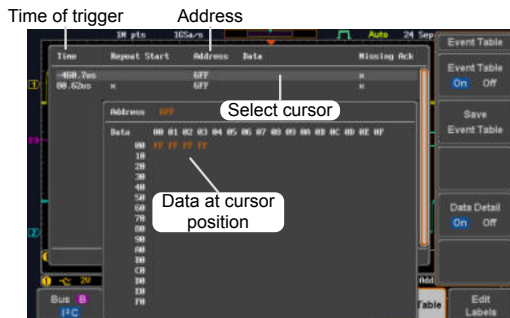 Time of trigger Address
1M pts 1GSa/s Auto 24 Sep
Event Table
Time Repeat Start Address Data Missing Ack
Event Table
On Off
-460.7us 6FF M
80.62us M 6FF M
Select cursor
Save
Event Table
Address 6FF
Data 00 01 02 03 04 05 06 07 08 09 0A 0B 0C 0D 0E 0F
00 FF FF FF FF
10
20
30
40
50
60
70
80
90
A0
B0
C0
D0
E0
F0
Data at cursor
position
Data Detail
On Off
1 2V
Bus B
I²C
Table
Edit
Labels